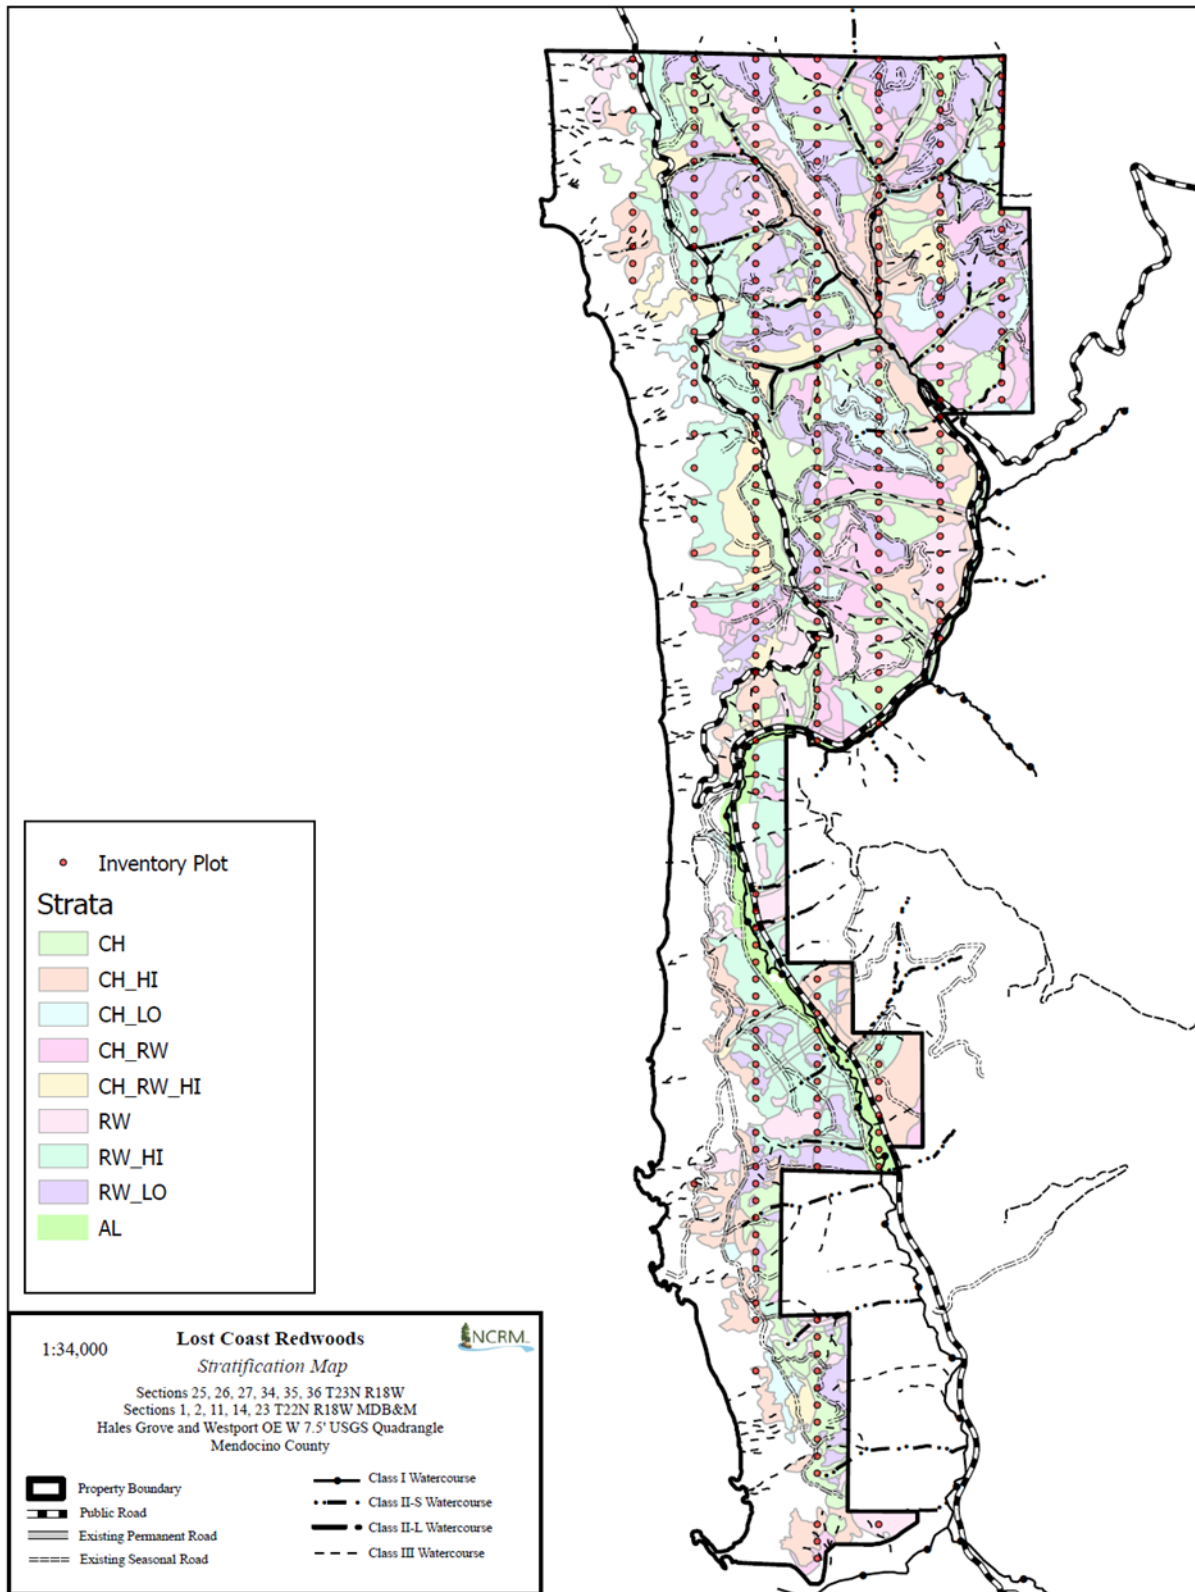 Inventory Plot
Strata
CH
CH_HI
CH_LO
CH_RW
CH_RW_HI
RW
RW_HI
RW_LO
AL
1:34,000
Lost Coast Redwoods
NCRM
Stratification Map
Sections 25, 26, 27, 34, 35, 36 T23N R18W
Sections 1, 2, 11, 14, 23 T22N R18W MDB&M
Hales Grove and Westport OE W 7.5' USGS Quadrangle
Mendocino County
Property Boundary
Public Road
Existing Permanent Road
Existing Seasonal Road
Class I Watercourse
Class II-S Watercourse
Class II-L Watercourse
Class III Watercourse